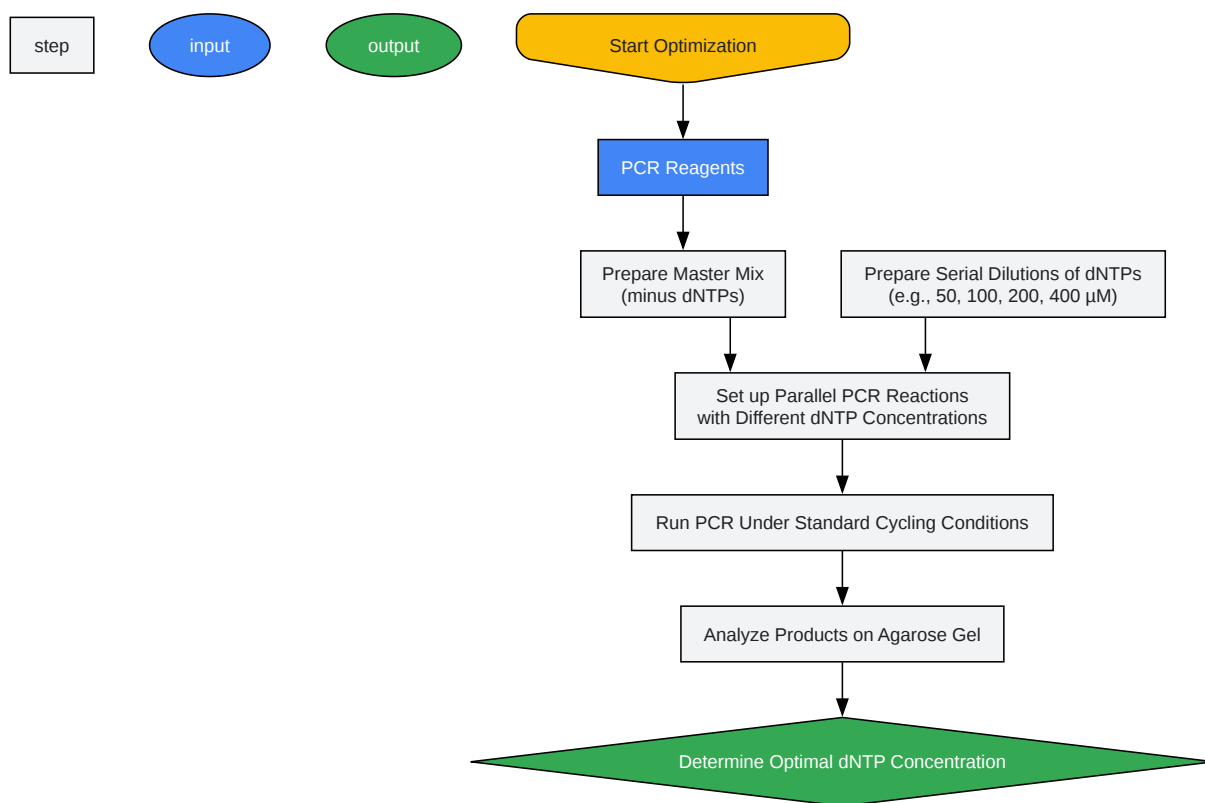 step
input
output
Start Optimization
PCR Reagents
Prepare Master Mix
(minus dNTPs)
Prepare Serial Dilutions of dNTPs
(e.g., 50, 100, 200, 400 µM)
Set up Parallel PCR Reactions
with Different dNTP Concentrations
Run PCR Under Standard Cycling Conditions
Analyze Products on Agarose Gel
Determine Optimal dNTP Concentration